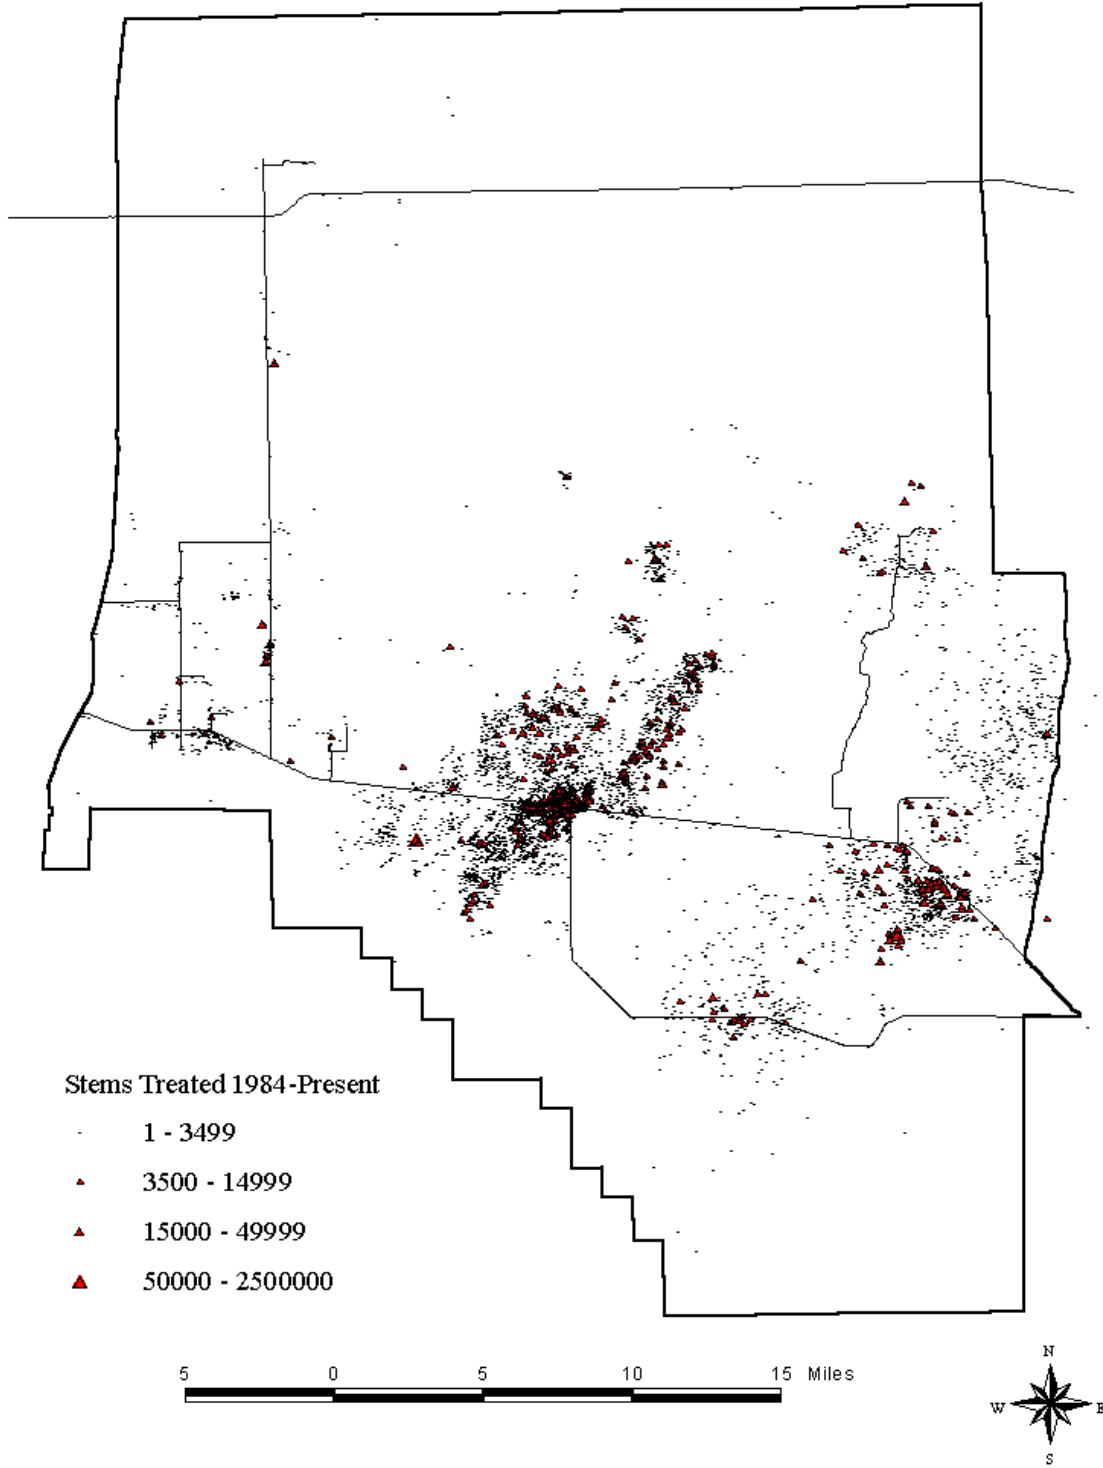 Stems Treated 1984-Present
1 - 3499
3500 - 14999
15000 - 49999
50000 - 2500000
5 0 5 10 15 Miles
N
W E
S